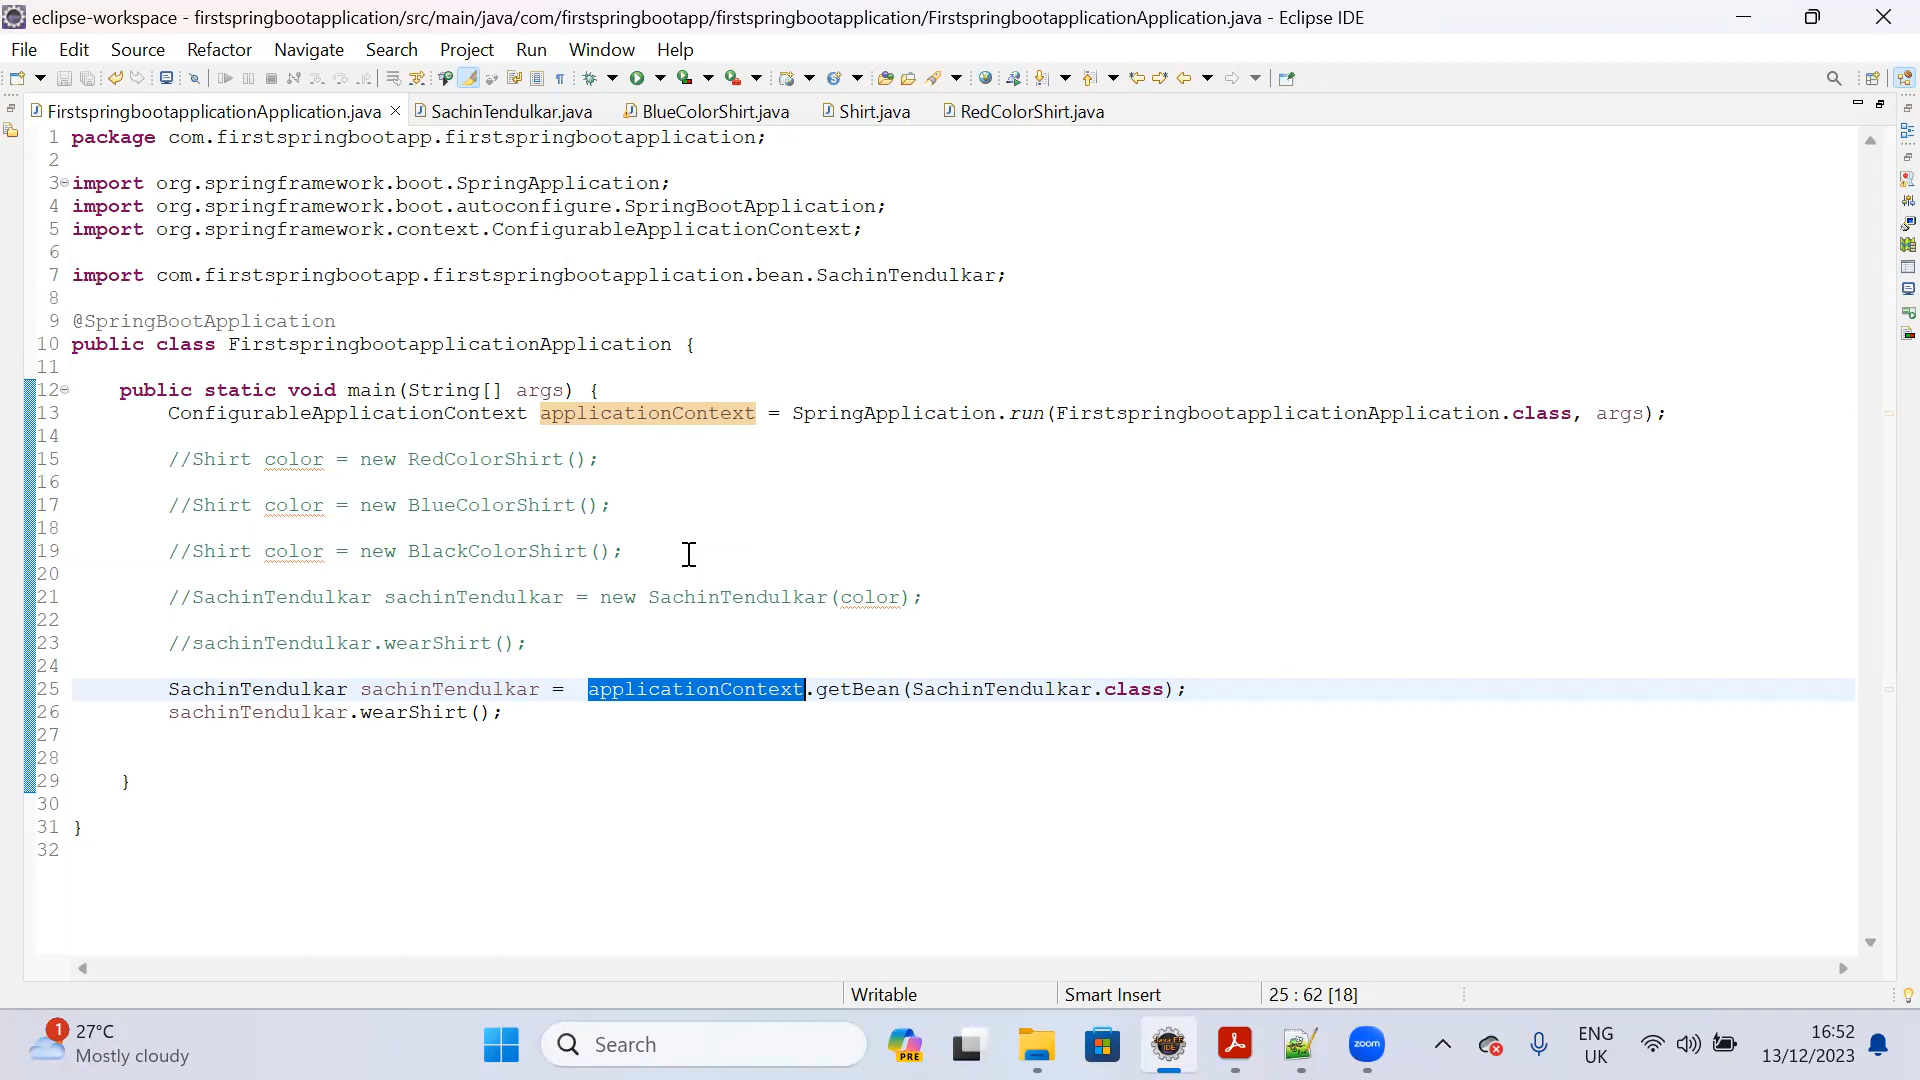 eclipse-workspace - firstspringbootapplication/src/main/java/com/firstspringbootapp/firstspringbootapplication/FirstspringbootapplicationApplication.java - Eclipse IDE
File Edit Source Refactor Navigate Search Project Run Window Help
FirstspringbootapplicationApplication.java SachinTendulkar.java BlueColorShirt.java Shirt.java RedColorShirt.java
1 package com.firstspringbootapp.firstspringbootapplication;
2
3 import org.springframework.boot.SpringApplication;
4 import org.springframework.boot.autoconfigure.SpringBootApplication;
5 import org.springframework.context.ConfigurableApplicationContext;
6
7 import com.firstspringbootapp.firstspringbootapplication.bean.SachinTendulkar;
8
9 @SpringBootApplication
10 public class FirstspringbootapplicationApplication {
11
12 public static void main(String[] args) {
13 ConfigurableApplicationContext applicationContext = SpringApplication.run(FirstspringbootapplicationApplication.class, args);
14
15 //Shirt color = new RedColorShirt();
16
17 //Shirt color = new BlueColorShirt();
18
19 //Shirt color = new BlackColorShirt();
20
21 //SachinTendulkar sachinTendulkar = new SachinTendulkar(color);
22
23 //sachinTendulkar.wearShirt();
24
25 SachinTendulkar sachinTendulkar = applicationContext.getBean(SachinTendulkar.class);
26 sachinTendulkar.wearShirt();
27
28
29 }
30
31 }
32
Writable Smart Insert 25 : 62 [18]
1 27°C
Mostly cloudy
Search
PRE
Java EE
IDE
zoom
ENG
UK
16:52
13/12/2023